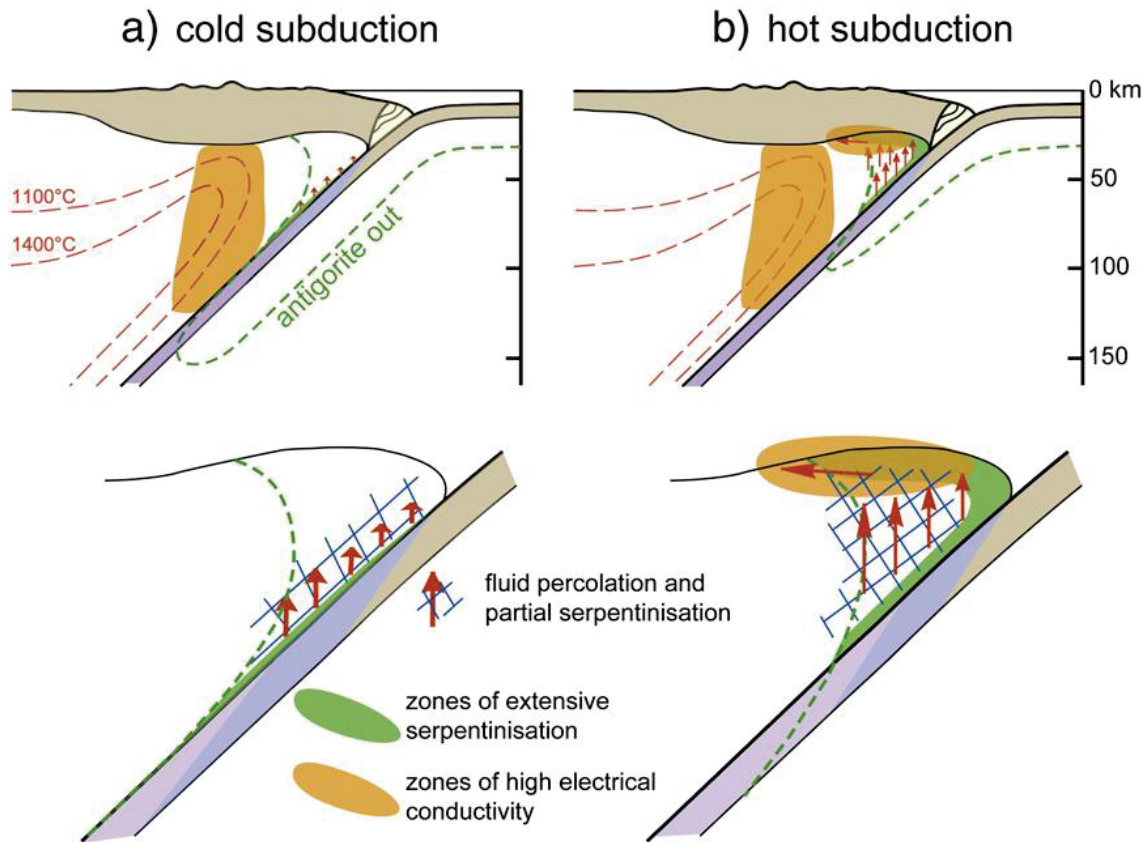 a) cold subduction
b) hot subduction
0 km
50
100
150
1100°C
1400°C
antigorite out
fluid percolation and
partial serpentinisation
zones of extensive
serpentinisation
zones of high electrical
conductivity